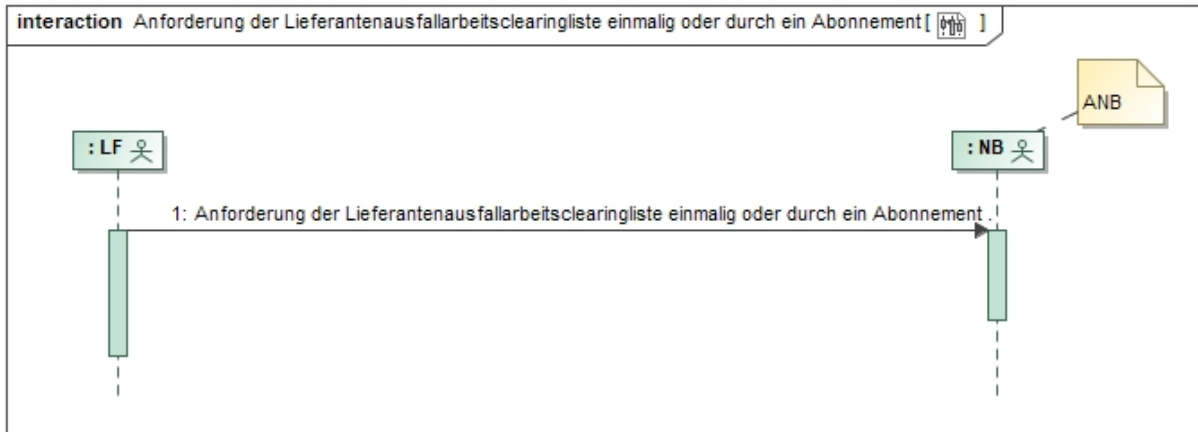 interaction Anforderung der Lieferantenausfallarbeitsclearingliste einmalig oder durch ein Abonnement[ ]
ANB
: LF
: NB
1: Anforderung der Lieferantenausfallarbeitsclearingliste einmalig oder durch ein Abonnement .